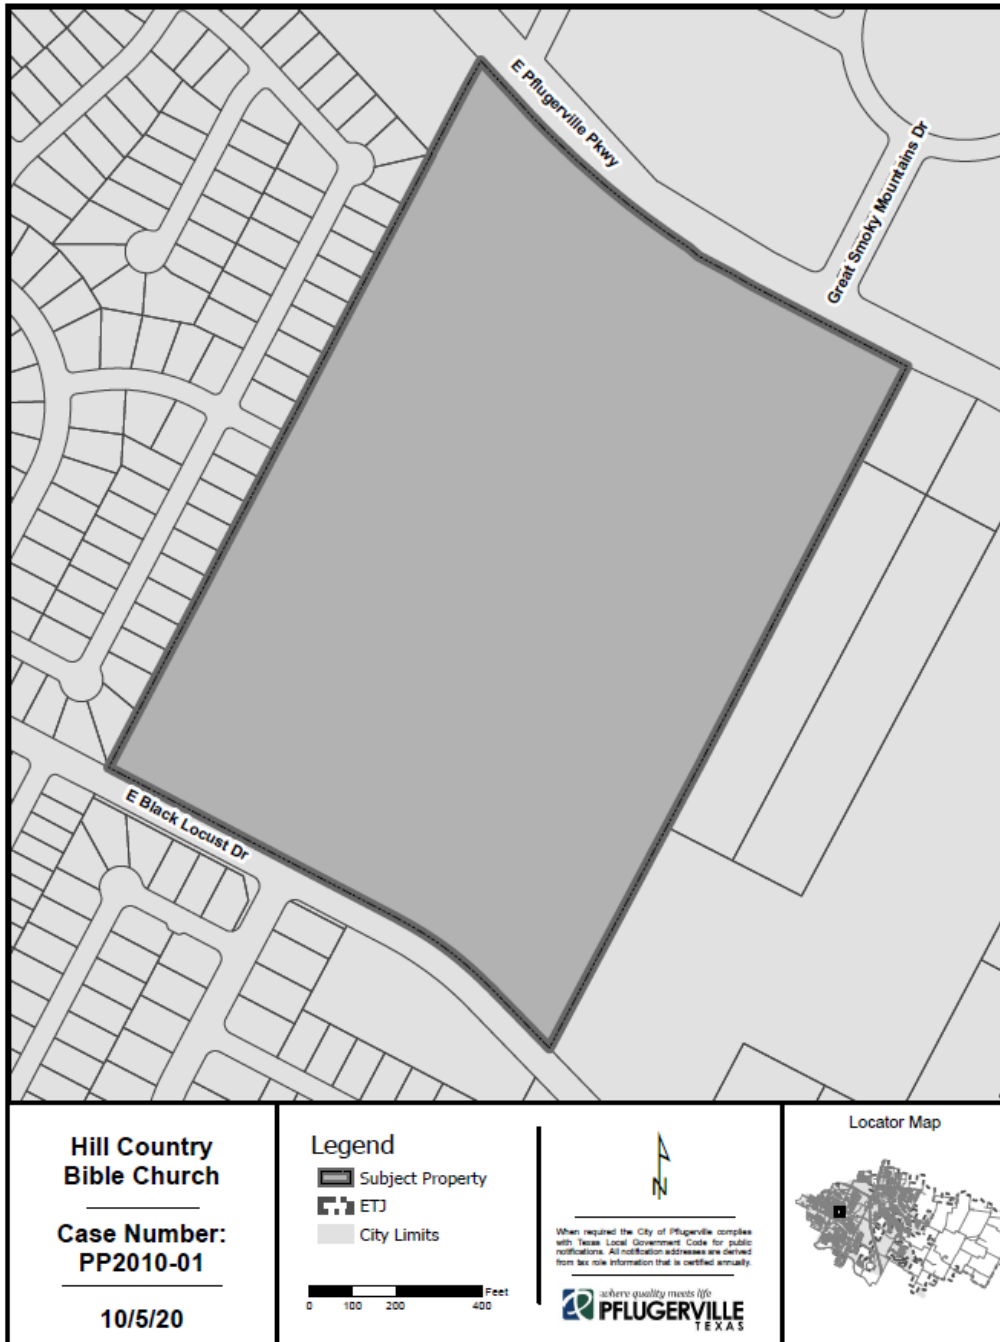 E Pflugerville Pkwy
Great Smoky Mountains Dr
E Black Locust Dr
Hill Country
Bible Church
Case Number:
PP2010-01
10/5/20
Legend
Subject Property
ETJ
City Limits
Feet
0 100 200 400
N
When required the City of Pflugerville complies
with Texas Local Government Code for public
notifications. All notification addresses are derived
from tax role information that is certified annually.
where quality meets life
PFLUGERVILLE
TEXAS
Locator Map